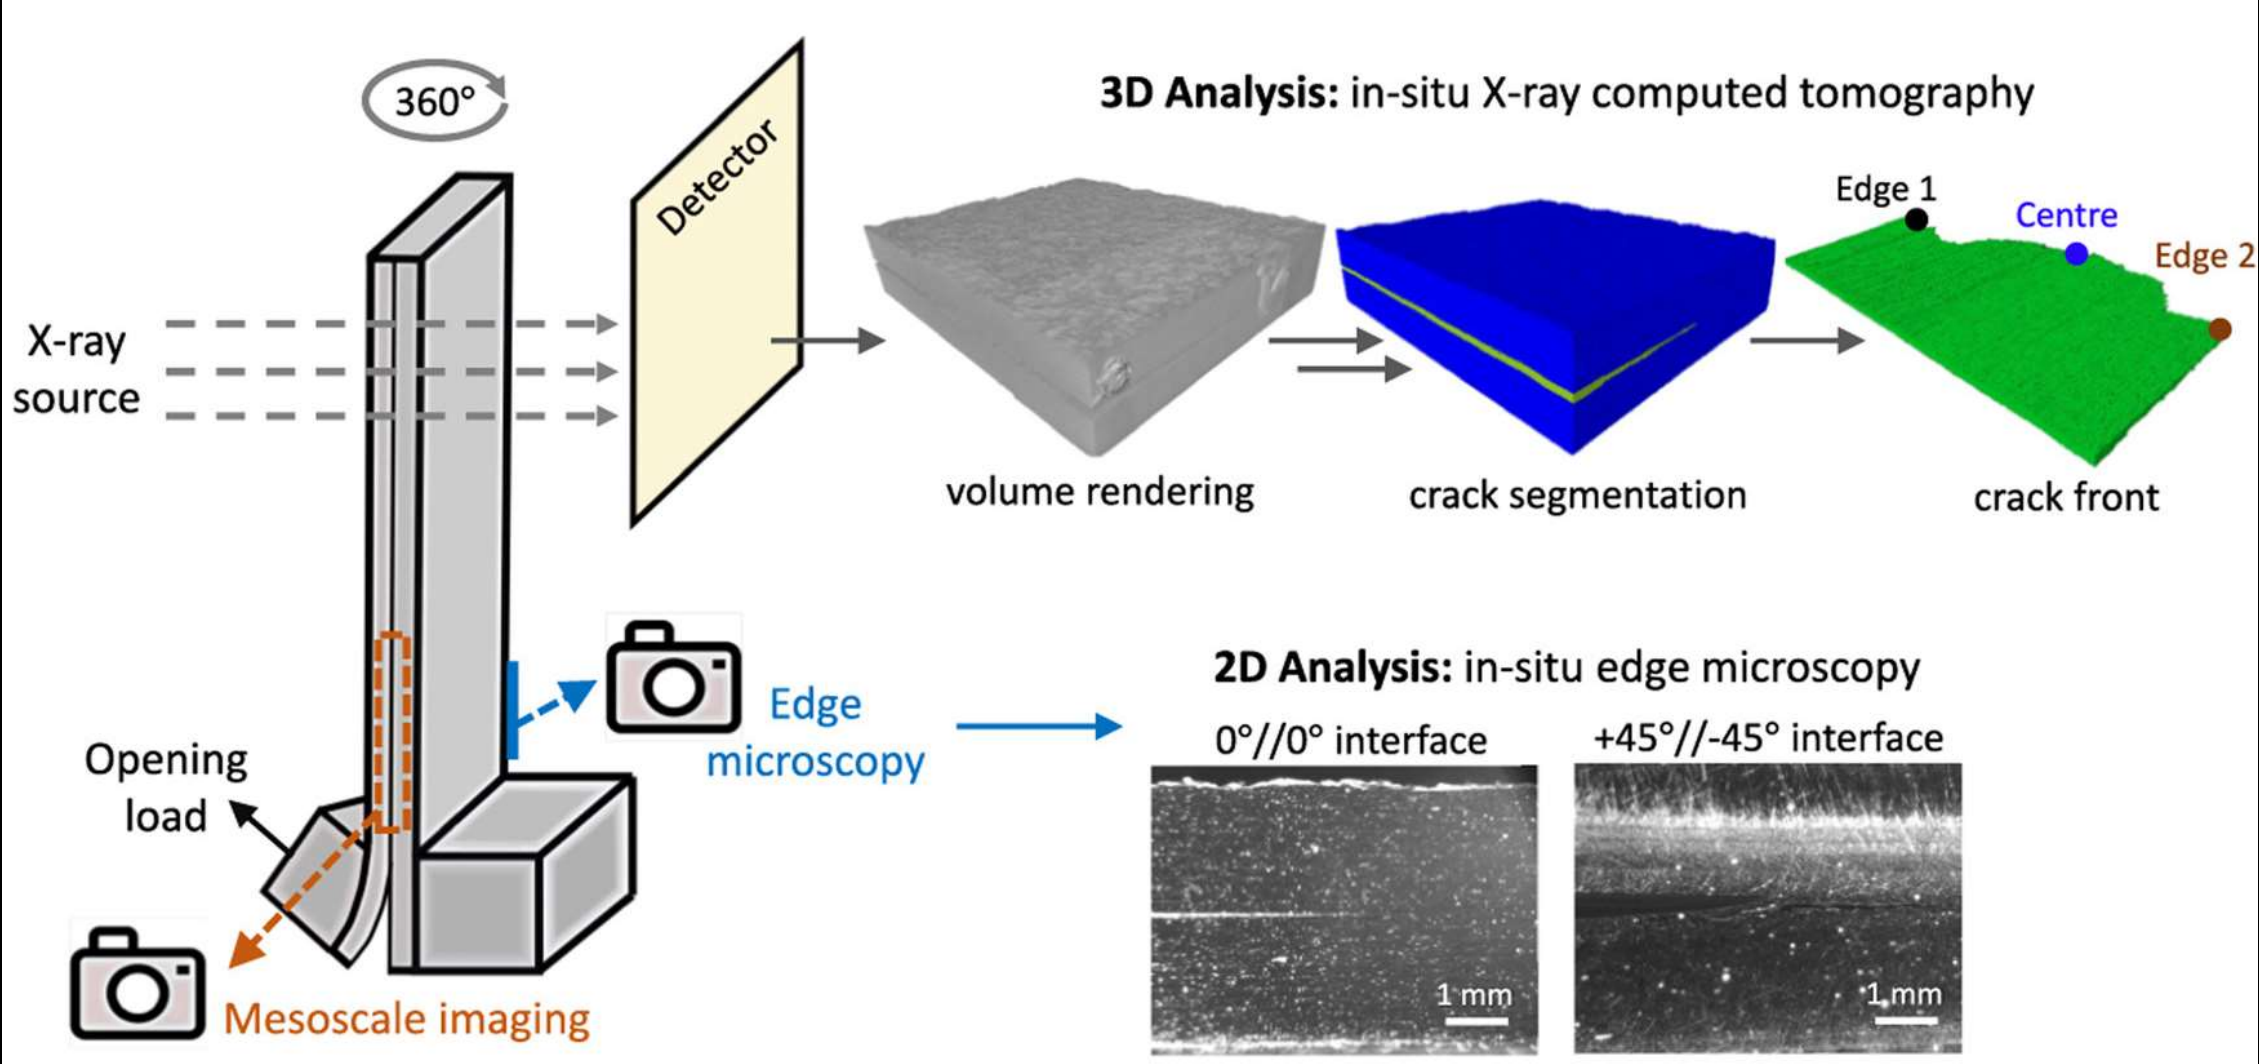 360°
Detector
X-ray
source
3D Analysis: in-situ X-ray computed tomography
Edge 1
Centre
Edge 2
volume rendering
crack segmentation
crack front
Opening
load
Edge
microscopy
Mesoscale imaging
2D Analysis: in-situ edge microscopy
0°//0° interface
+45°//-45° interface
1 mm
1 mm